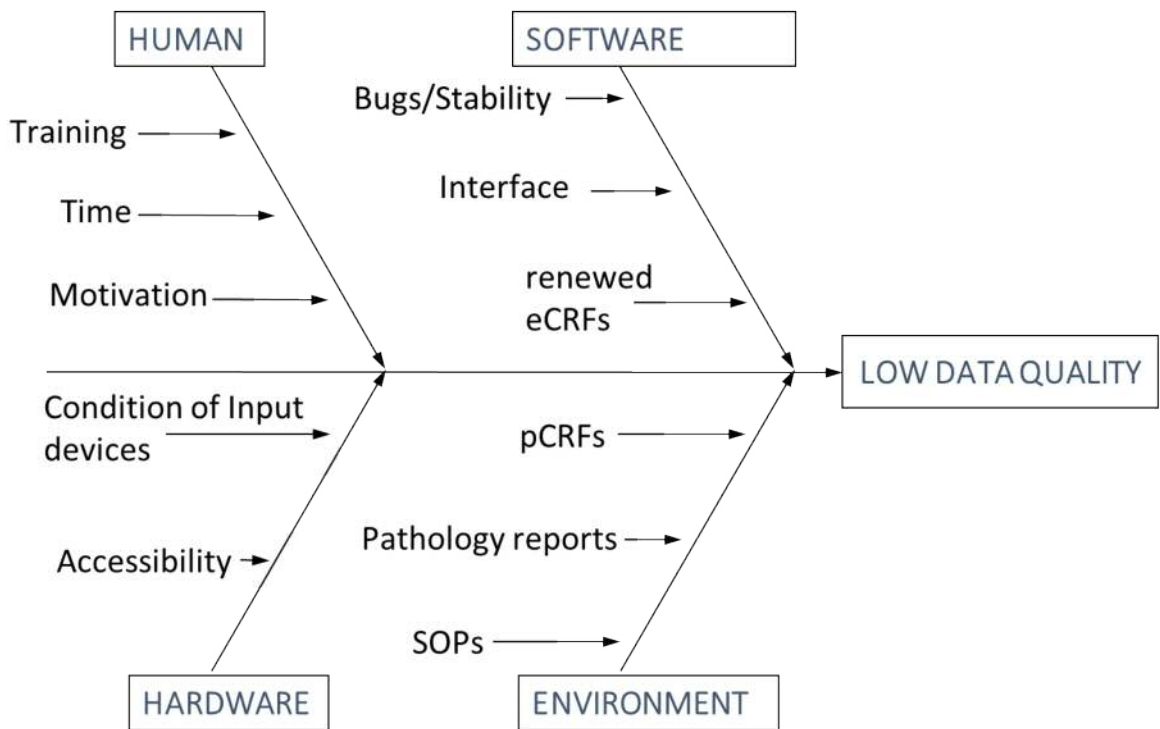 HUMAN
SOFTWARE
Bugs/Stability
Training
Interface
Time
renewed
eCRFs
Motivation
LOW DATA QUALITY
Condition of Input
devices
pCRFs
Pathology reports
Accessibility
SOPs
HARDWARE
ENVIRONMENT